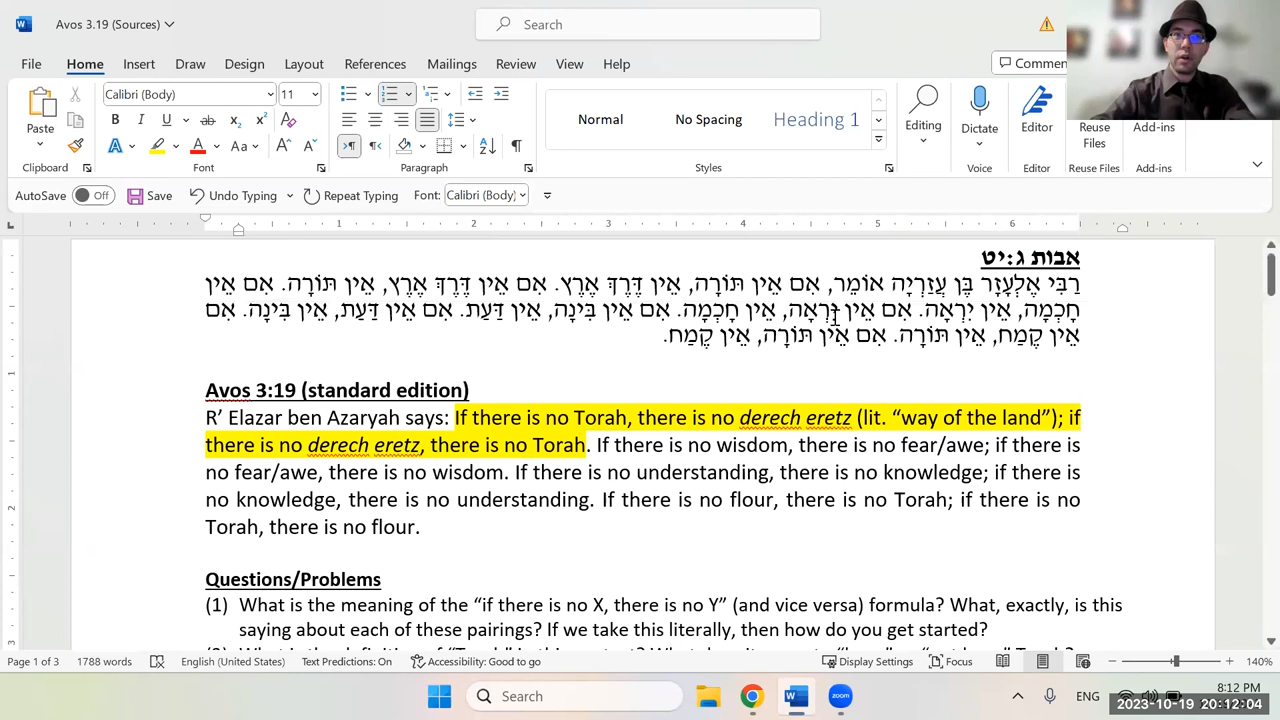 Avos 3.19 (Sources)
Search
File Home Insert Draw Design Layout References Mailings Review View Help
Calibri (Body) 11
Paste
Normal No Spacing Heading 1
Editing Dictate Editor Reuse Files Add-ins
Clipboard Font Paragraph Styles Voice Editor Reuse Files Add-ins
AutoSave Off Save Undo Typing Repeat Typing Font: Calibri (Body)
1 2 3 4 5 6
אבות ג:יט
רַבִּי אֶלְעָזָר בֶּן עֲזַרְיָה אוֹמֵר, אִם אֵין תּוֹרָה, אֵין דֶּרֶךְ אֶרֶץ. אִם אֵין דֶּרֶךְ אֶרֶץ, אֵין תּוֹרָה. אִם אֵין
חָכְמָה, אֵין יִרְאָה. אִם אֵין יִרְאָה, אֵין חָכְמָה. אִם אֵין בִּינָה, אֵין דַּעַת. אִם אֵין דַּעַת, אֵין בִּינָה. אִם
אֵין קֶמַח, אֵין תּוֹרָה. אִם אֵין תּוֹרָה, אֵין קֶמַח.
Avos 3:19 (standard edition)
R’ Elazar ben Azaryah says: If there is no Torah, there is no derech eretz (lit. “way of the land”); if
there is no derech eretz, there is no Torah. If there is no wisdom, there is no fear/awe; if there is
no fear/awe, there is no wisdom. If there is no understanding, there is no knowledge; if there is
no knowledge, there is no understanding. If there is no flour, there is no Torah; if there is no
Torah, there is no flour.
Questions/Problems
(1) What is the meaning of the “if there is no X, there is no Y” (and vice versa) formula? What, exactly, is this
saying about each of these pairings? If we take this literally, then how do you get started?
Page 1 of 3 1788 words English (United States) Text Predictions: On Accessibility: Good to go Display Settings Focus 140%
Search ENG 8:12 PM
2023-10-19 20:12:04